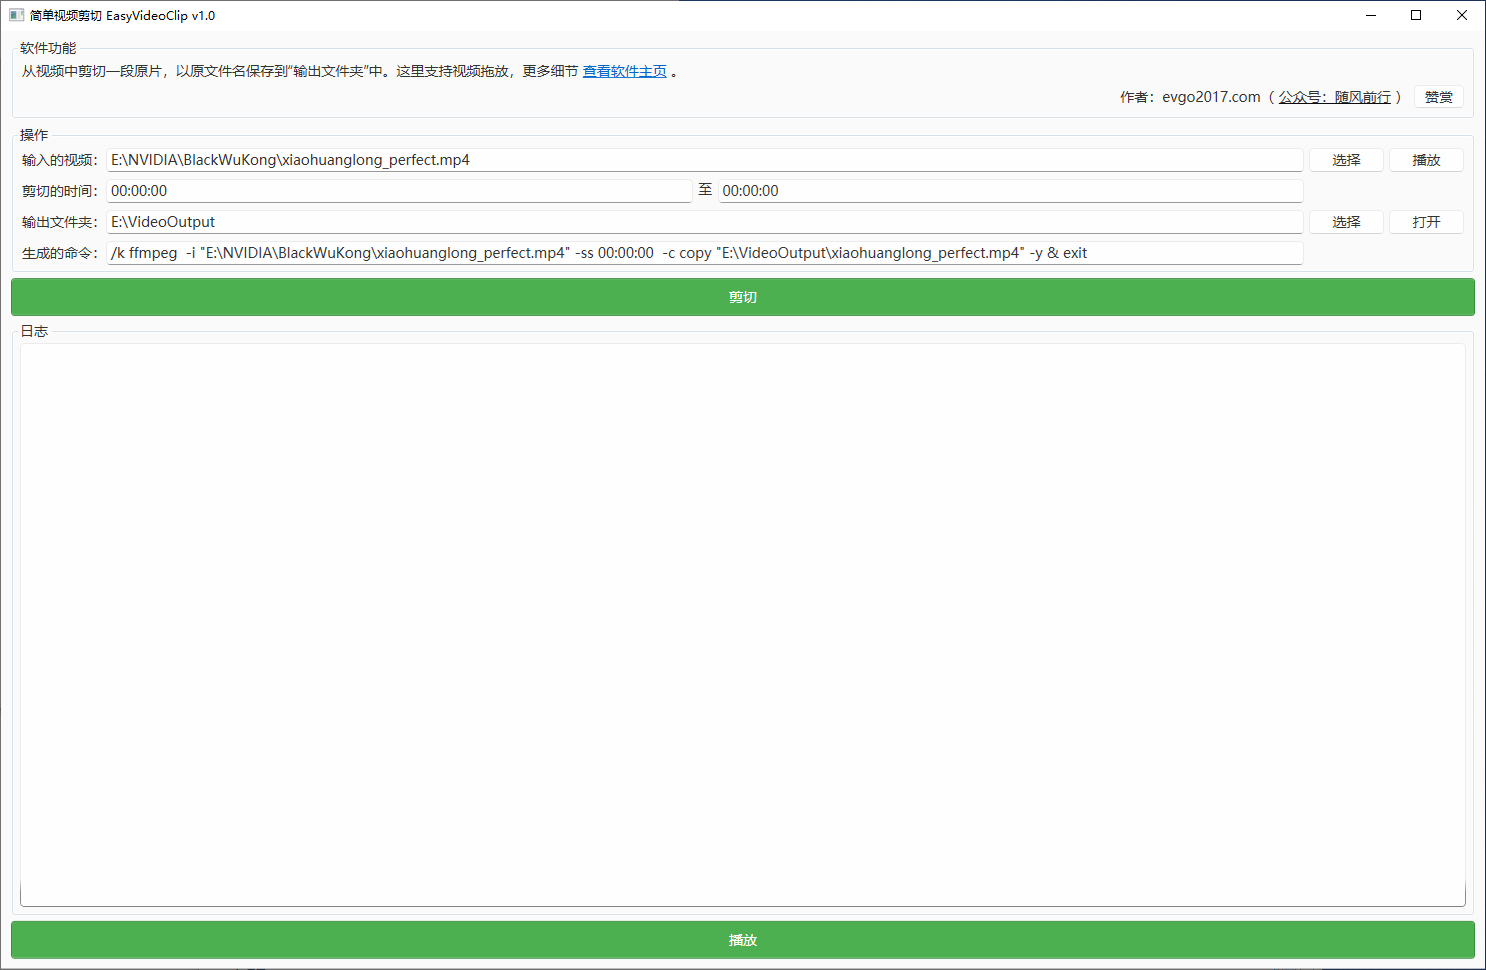 简单视频剪切 EasyVideoClip v1.0
软件功能
从视频中剪切一段原片，以原文件名保存到“输出文件夹”中。这里支持视频拖放，更多细节 查看软件主页 。
作者：evgo2017.com（ 公众号：随风前行 ） 赞赏
操作
输入的视频： E:\NVIDIA\BlackWuKong\xiaohuanglong_perfect.mp4 选择 播放
剪切的时间： 00:00:00 至 00:00:00
输出文件夹： E:\VideoOutput 选择 打开
生成的命令： /k ffmpeg  -i "E:\NVIDIA\BlackWuKong\xiaohuanglong_perfect.mp4" -ss 00:00:00  -c copy "E:\VideoOutput\xiaohuanglong_perfect.mp4" -y & exit
剪切
日志
播放